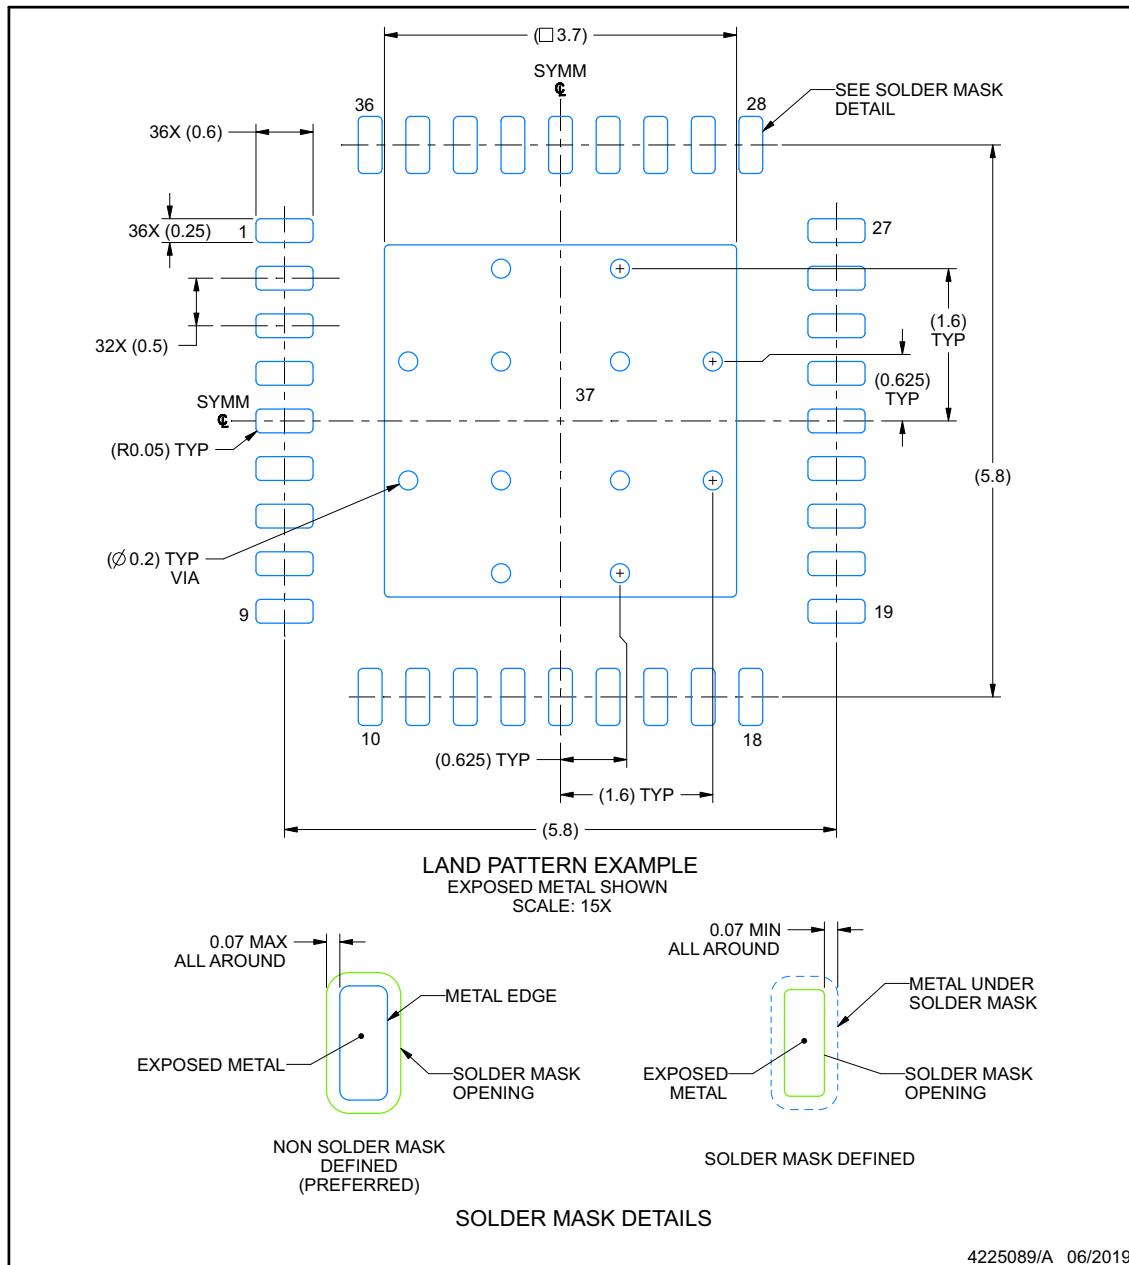 (□ 3.7)
SYMM
℄
36
28
SEE SOLDER MASK
DETAIL
36X (0.6)
36X (0.25)
1
27
32X (0.5)
(1.6)
TYP
(0.625)
TYP
37
SYMM
℄
(R0.05) TYP
(5.8)
(∅ 0.2) TYP
VIA
9
19
10
18
(0.625) TYP
(1.6) TYP
(5.8)
LAND PATTERN EXAMPLE
EXPOSED METAL SHOWN
SCALE: 15X
0.07 MAX
ALL AROUND
0.07 MIN
ALL AROUND
METAL EDGE
METAL UNDER
SOLDER MASK
EXPOSED METAL
SOLDER MASK
OPENING
EXPOSED
METAL
SOLDER MASK
OPENING
NON SOLDER MASK
DEFINED
(PREFERRED)
SOLDER MASK DEFINED
SOLDER MASK DETAILS
4225089/A 06/2019